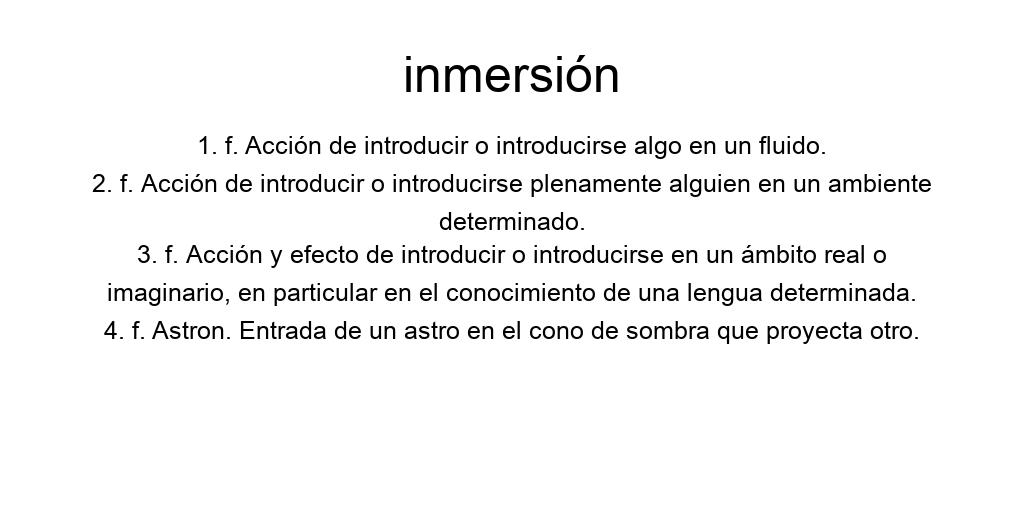 inmersión
1. f. Acción de introducir o introducirse algo en un fluido.
2. f. Acción de introducir o introducirse plenamente alguien en un ambiente
determinado.
3. f. Acción y efecto de introducir o introducirse en un ámbito real o
imaginario, en particular en el conocimiento de una lengua determinada.
4. f. Astron. Entrada de un astro en el cono de sombra que proyecta otro.